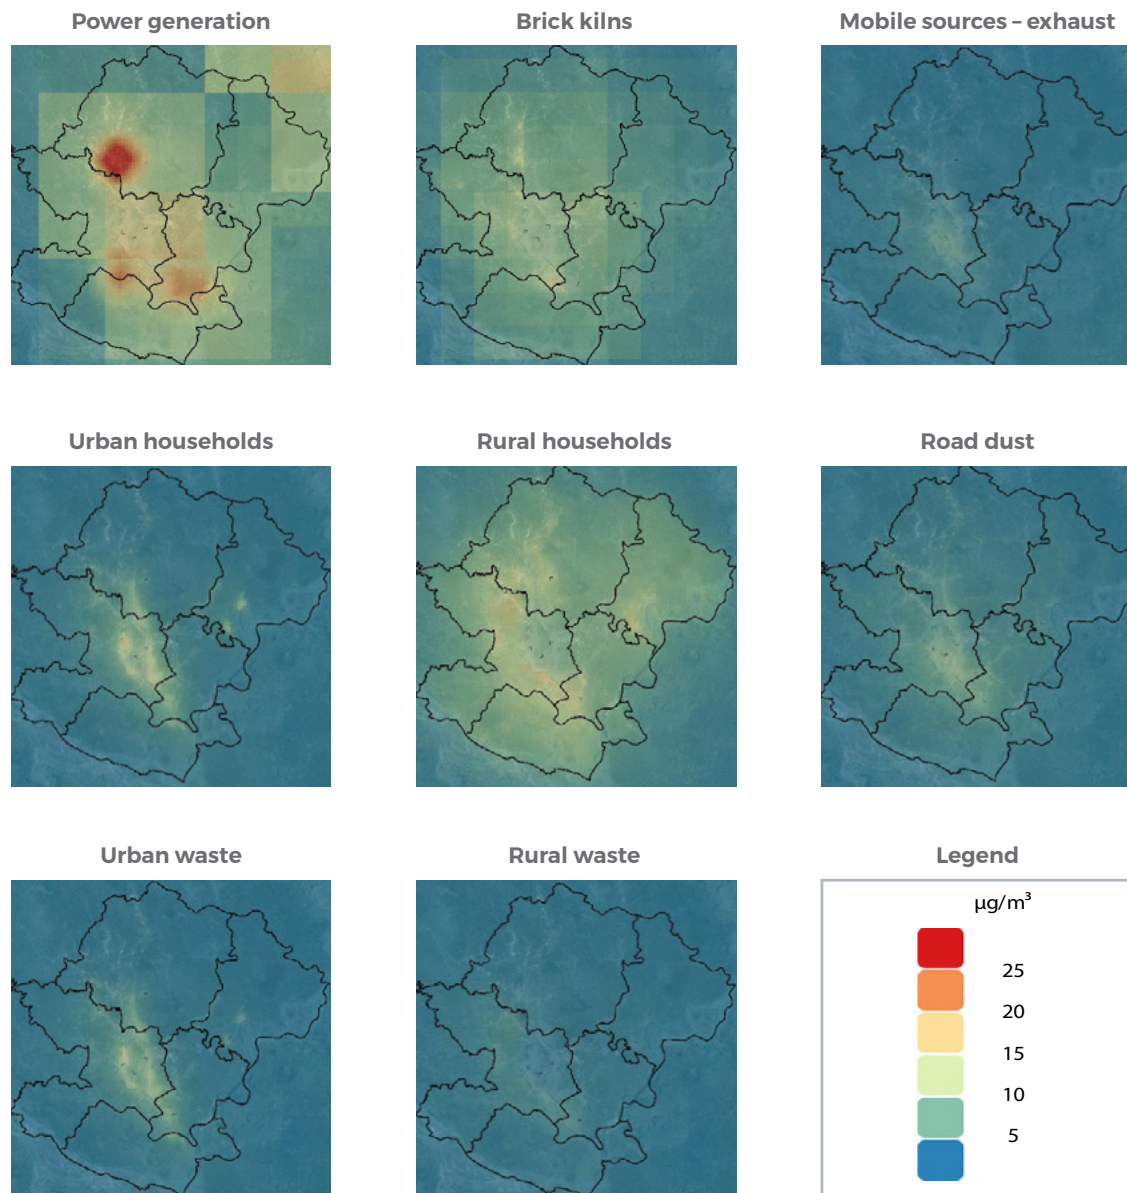 Power generation
Brick kilns
Mobile sources – exhaust
Urban households
Rural households
Road dust
Urban waste
Rural waste
Legend
µg/m³
25
20
15
10
5